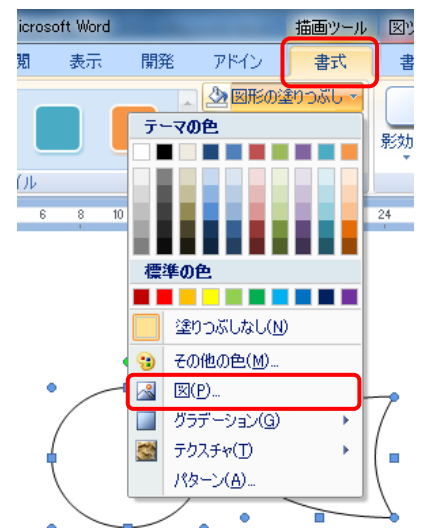 icrosoft Word 描画ツール 図ツ
閲 表示 開発 アドイン 書式 書
図形の塗りつぶし
影効
イル
6 8 10 24
テーマの色
標準の色
塗りつぶしなし(N)
その他の色(M)...
図(P)...
グラデーション(G)
テクスチャ(T)
パターン(A)...